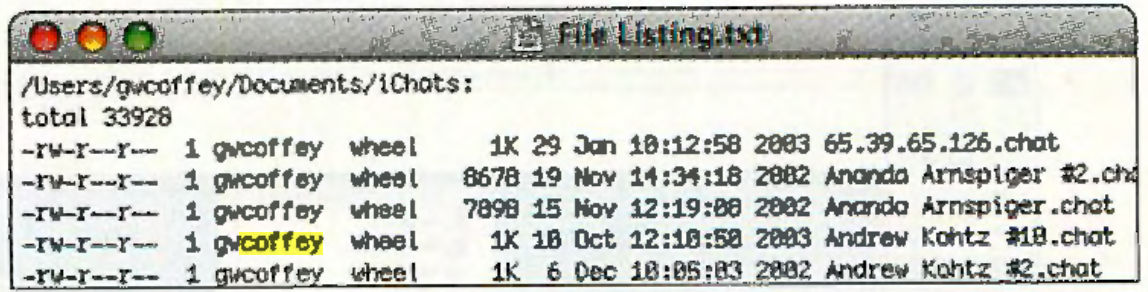 File Listing.txt
/Users/gwcoffey/Documents/iChats:
total 33928
-rw-r--r-- 1 gwcoffey wheel 1K 29 Jan 10:12:58 2003 65.39.65.126.chat
-rw-r--r-- 1 gwcoffey wheel 867B 19 Nov 14:34:18 2002 Ananda Arnspiger #2.cha
-rw-r--r-- 1 gwcoffey wheel 789B 15 Nov 12:19:08 2002 Ananda Arnspiger.chat
-rw-r--r-- 1 gwcoffey wheel 1K 10 Oct 12:10:50 2003 Andrew Kohtz #10.chat
-rw-r--r-- 1 gwcoffey wheel 1K 6 Dec 10:05:03 2002 Andrew Kohtz #2.chat